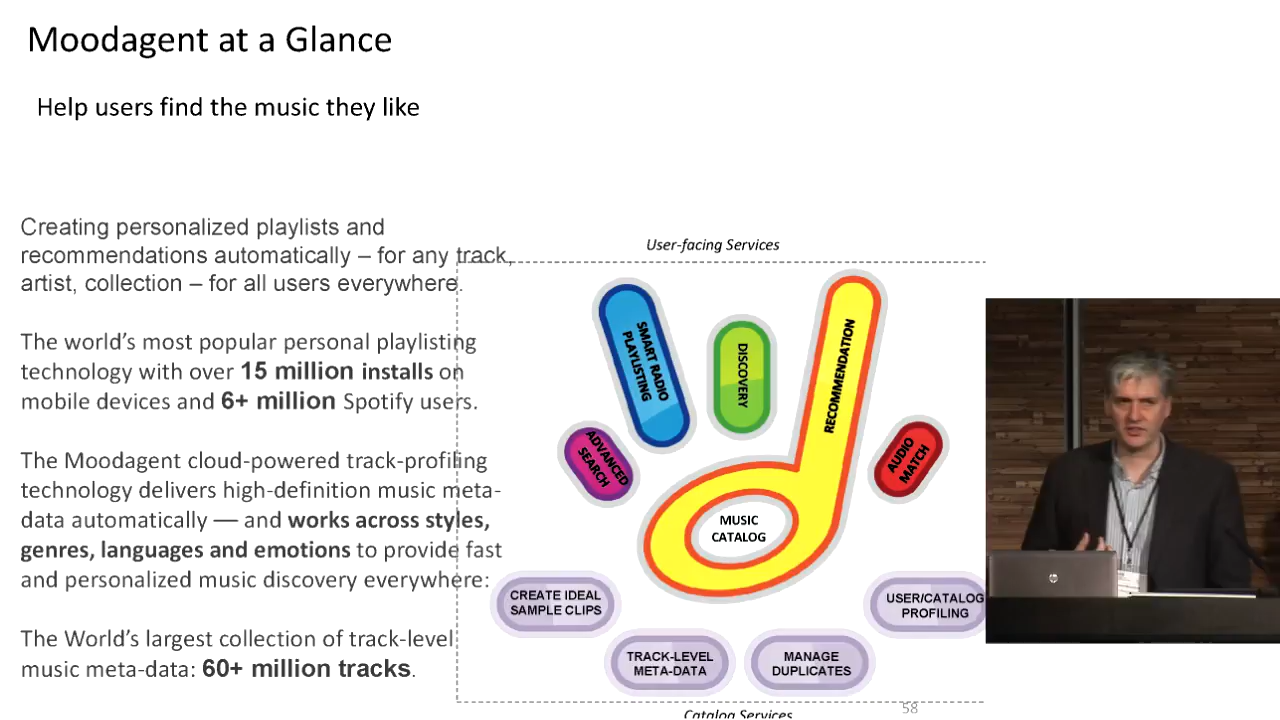 Moodagent at a Glance
Help users find the music they like
Creating personalized playlists and
recommendations automatically – for any track,
artist, collection – for all users everywhere.
The world's most popular personal playlisting
technology with over 15 million installs on
mobile devices and 6+ million Spotify users.
The Moodagent cloud-powered track-profiling
technology delivers high-definition music meta-
data automatically — and works across styles,
genres, languages and emotions to provide fast
and personalized music discovery everywhere:
The World's largest collection of track-level
music meta-data: 60+ million tracks.
User-facing Services
SMART RADIO
PLAYLISTING
DISCOVERY
RECOMMENDATION
ADVANCED
SEARCH
AUDIO
MATCH
MUSIC
CATALOG
CREATE IDEAL
SAMPLE CLIPS
USER/CATALOG
PROFILING
TRACK-LEVEL
META-DATA
MANAGE
DUPLICATES
Catalog Services
58
hp